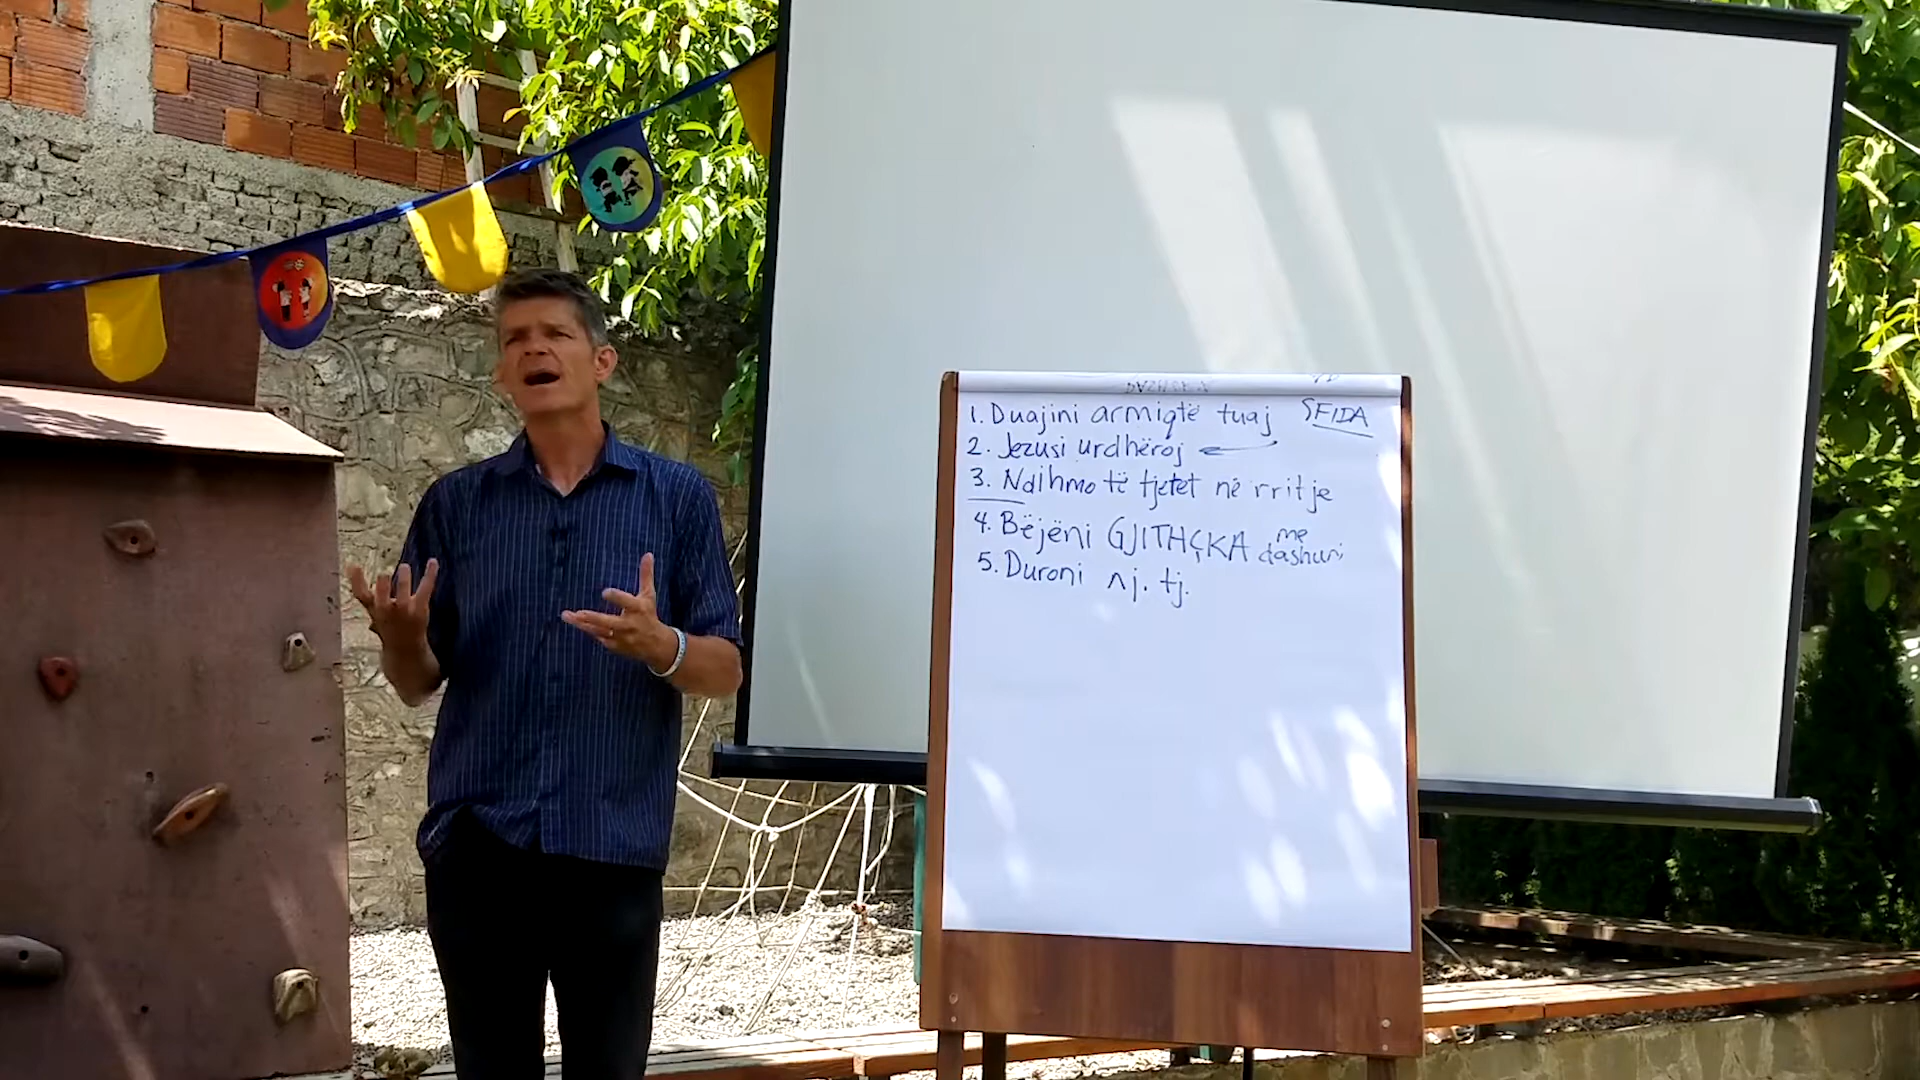 1. Duajini armiqtë tuaj SFIDA
2. Jezusi urdhëroj
3. Ndihmo të tjetet në rritje
4. Bëjëni GJITHÇKA me dashuri
5. Duroni nj. tj.